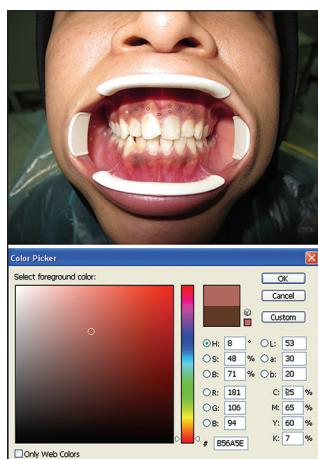 Color Picker
Select foreground color:
OK
Cancel
Custom
H: 8 ° L: 53
S: 48 % a: 30
B: 71 % b: 20
R: 181 C: 25 %
G: 106 M: 65 %
B: 94 Y: 60 %
# B56A5E K: 7 %
Only Web Colors